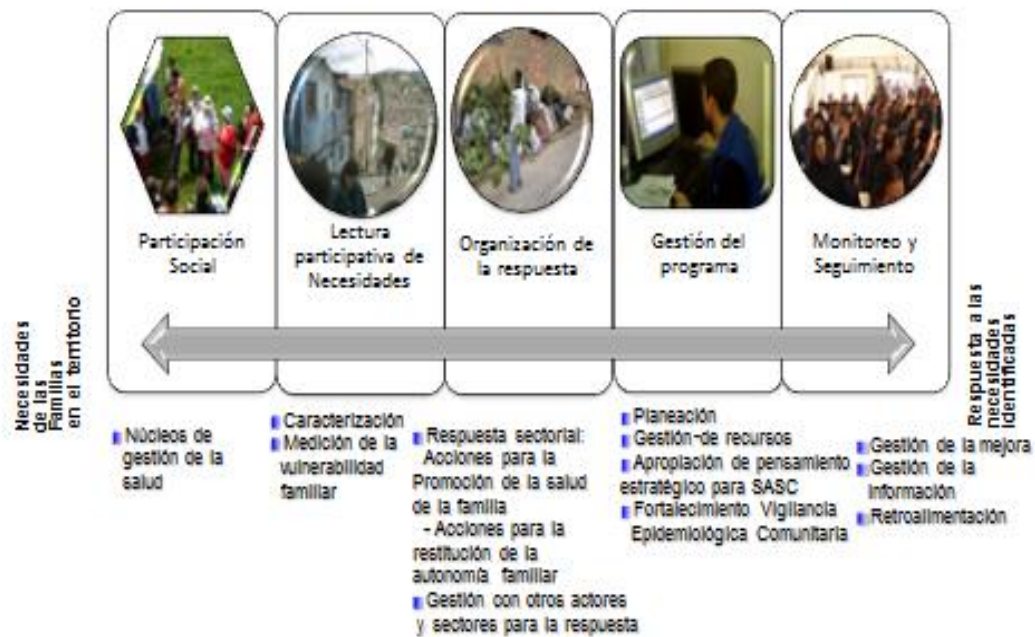 Participación
Social
Lectura
participativa de
Necesidades
Organización de
la respuesta
Gestión del
programa
Monitoreo y
Seguimiento
Necesidades
de las
Familias
en el territorio
Respuesta a las
necesidades
identificadas
Núcleos de
gestión de la
salud
Caracterización
Medición de la
vulnerabilidad
familiar
Respuesta sectorial:
Acciones para la
Promoción de la salud
de la familia
- Acciones para la
restitución de la
autonomía familiar
Gestión con otros actores
y sectores para la respuesta
Planeación
Gestión-de recursos
Apropiación de pensamiento
estratégico para SASC
Fortalecimiento Vigilancia
Epidemiológica Comunitaria
Gestión de la mejora
Gestión de la
información
Retroalimentación